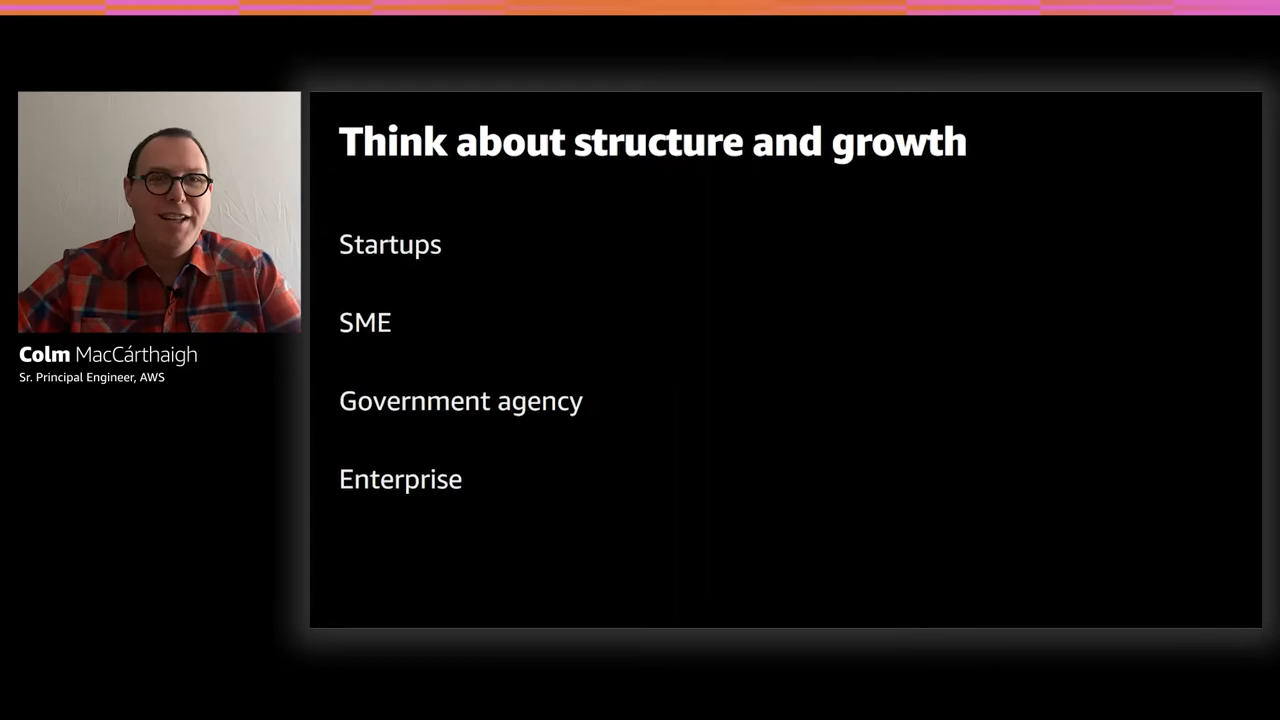 Think about structure and growth
Startups
SME
Government agency
Enterprise
Colm MacCárthaigh
Sr. Principal Engineer, AWS